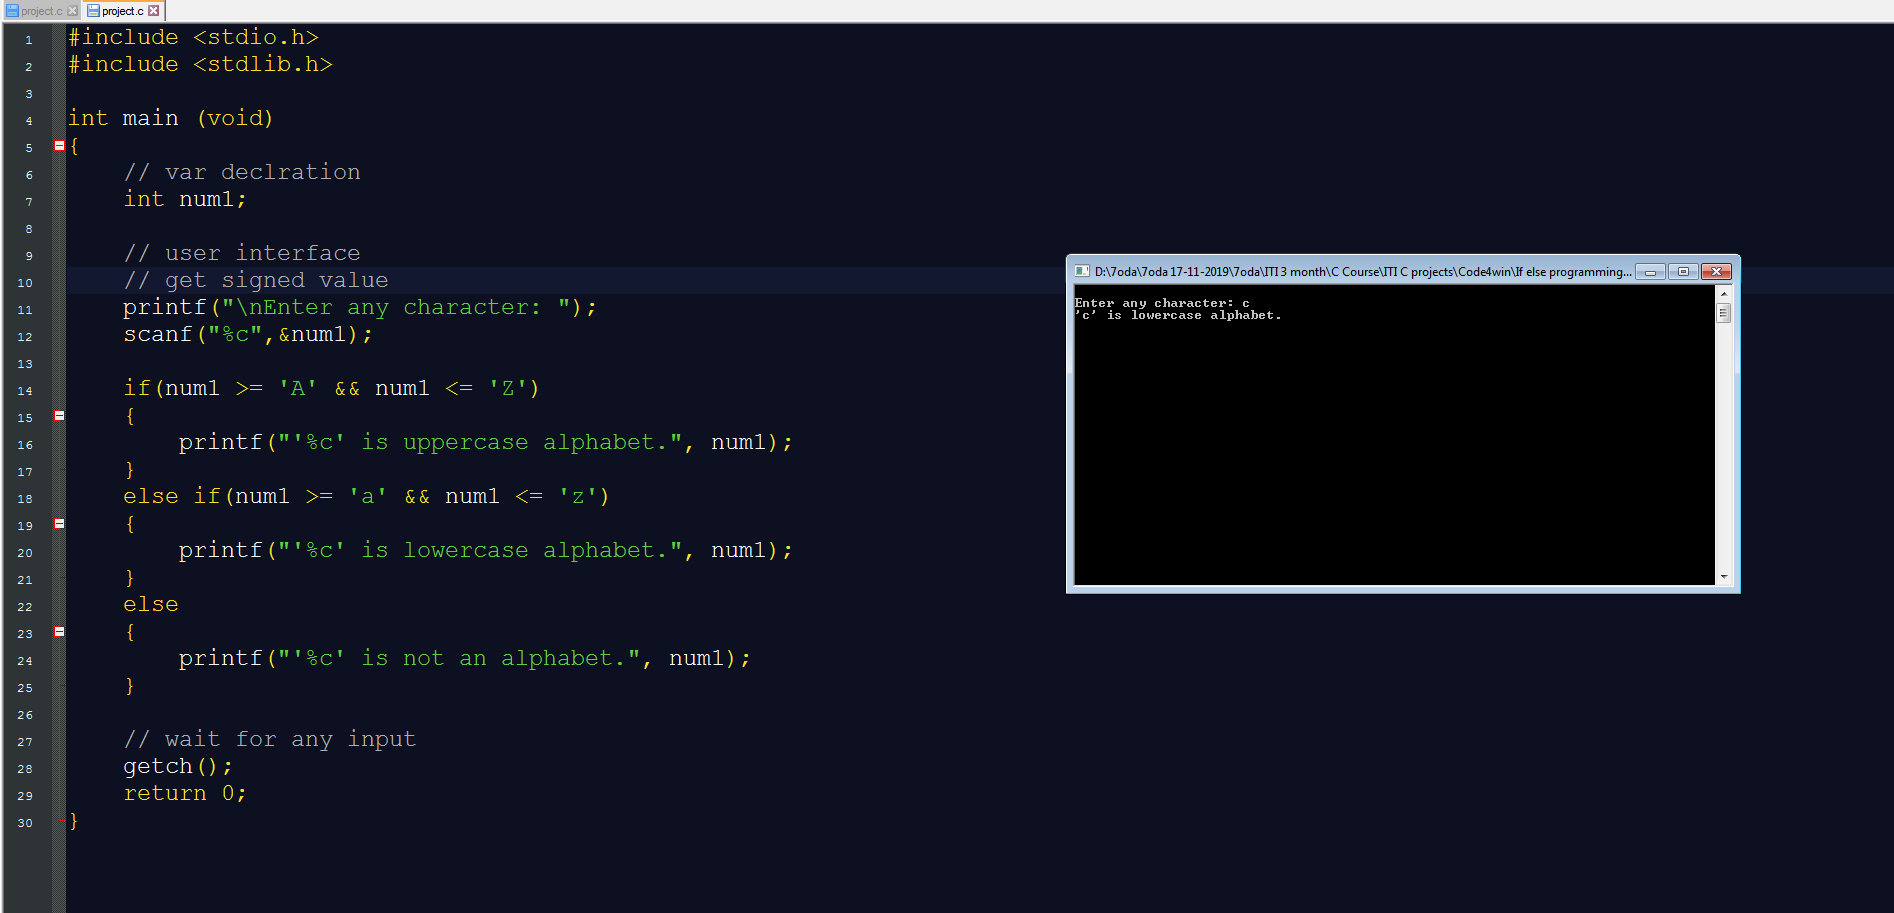 project.c project.c
1 #include <stdio.h>
2 #include <stdlib.h>
3
4 int main (void)
5 {
6 // var declration
7 int num1;
8
9 // user interface
10 // get signed value
11 printf("\nEnter any character: ");
12 scanf("%c",&num1);
13
14 if(num1 >= 'A' && num1 <= 'Z')
15 {
16 printf("'%c' is uppercase alphabet.", num1);
17 }
18 else if(num1 >= 'a' && num1 <= 'z')
19 {
20 printf("'%c' is lowercase alphabet.", num1);
21 }
22 else
23 {
24 printf("'%c' is not an alphabet.", num1);
25 }
26
27 // wait for any input
28 getch();
29 return 0;
30 }
D:\7oda\7oda 17-11-2019\7oda\ITI 3 month\C Course\ITI C projects\Code4win\If else programming...
Enter any character: c
'c' is lowercase alphabet.